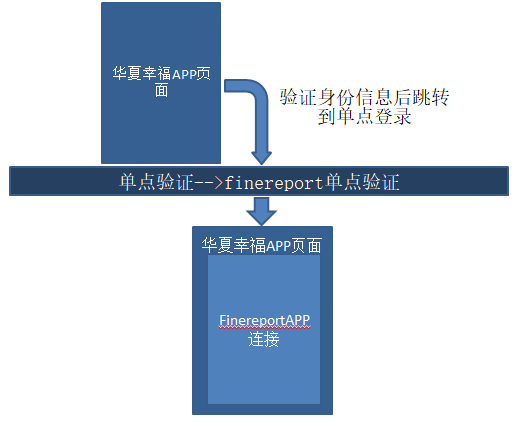 华夏幸福APP页
面
验证身份信息后跳转
到单点登录
单点验证-->finereport单点验证
华夏幸福APP页面
FinereportAPP
连接